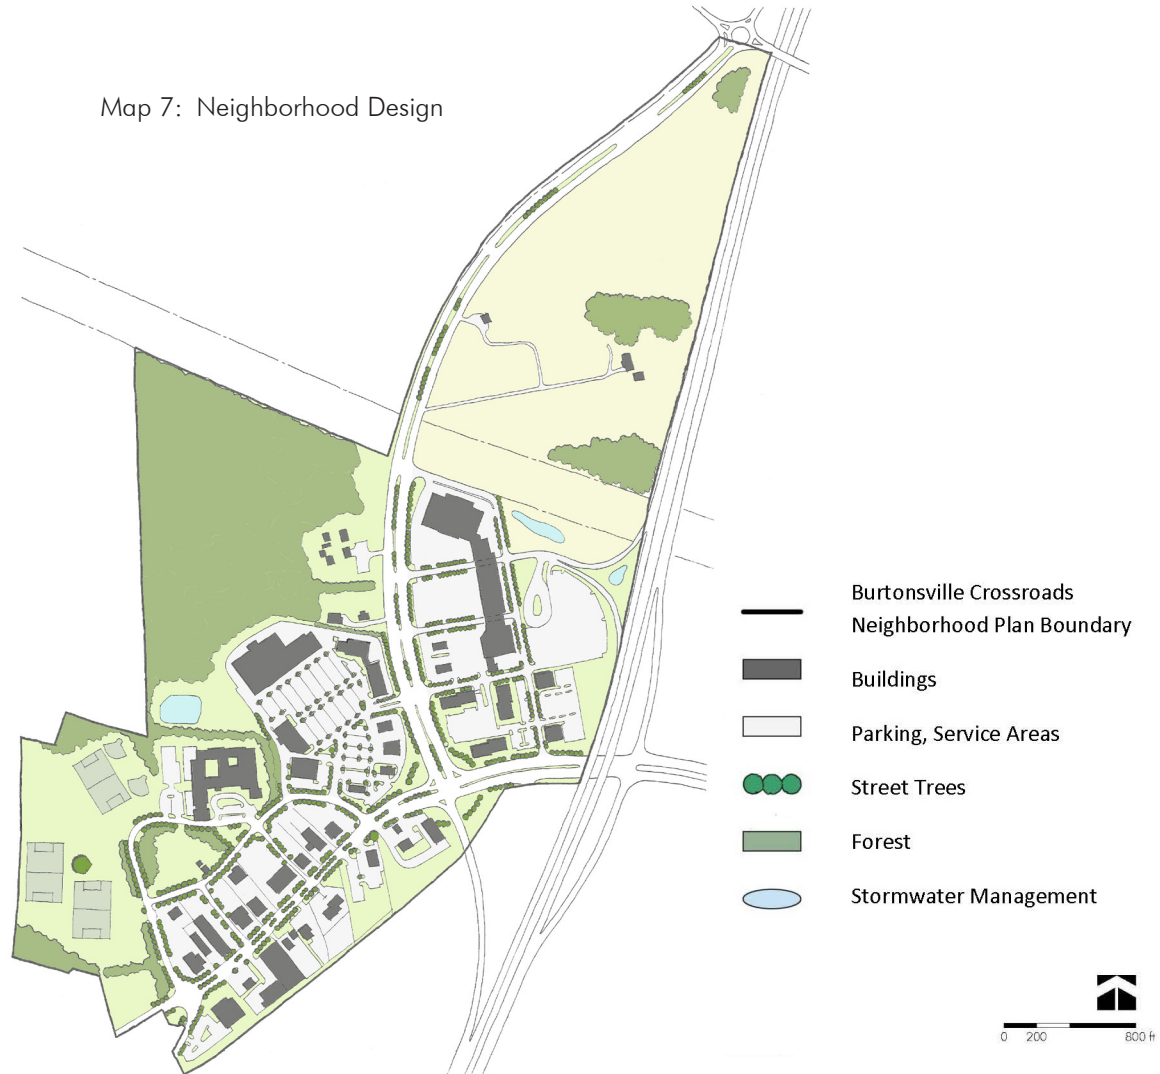 Map 7: Neighborhood Design
Burtonsville Crossroads
Neighborhood Plan Boundary
Buildings
Parking, Service Areas
Street Trees
Forest
Stormwater Management
0 200 800 ft